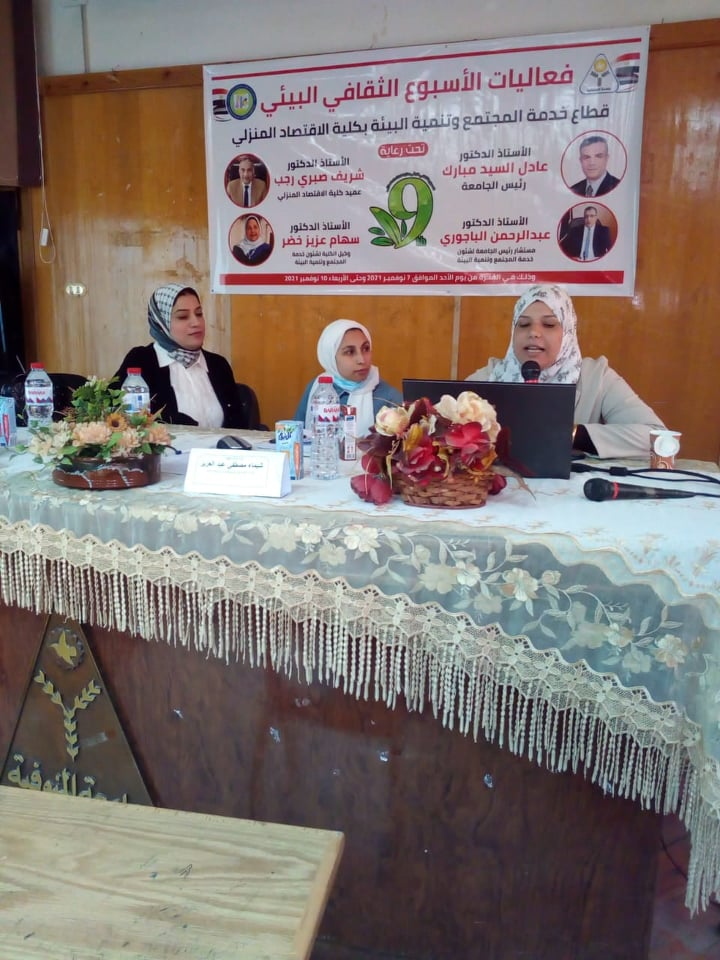 فعاليات الأسبوع الثقافي البيئي
قطاع خدمة المجتمع وتنمية البيئة بكلية الاقتصاد المنزلي
تحت رعاية
الأستاذ الدكتور
عادل السيد مبارك
رئيس الجامعة
الأستاذ الدكتور
شريف صبري رجب
عميد كلية الاقتصاد المنزلي
الأستاذ الدكتور
عبدالرحمن الباجوري
مستشار رئيس الجامعة لشئون
خدمة المجتمع وتنمية البيئة
الأستاذ الدكتور
سهام عزيز خضر
وكيل الكلية لشئون خدمة
المجتمع وتنمية البيئة
وذلك في الفترة من يوم الأحد الموافق 7 نوفمبر 2021 وحتى الأربعاء 10 نوفمبر 2021
شيماء مصطفى عبد العزيز
المنوفية